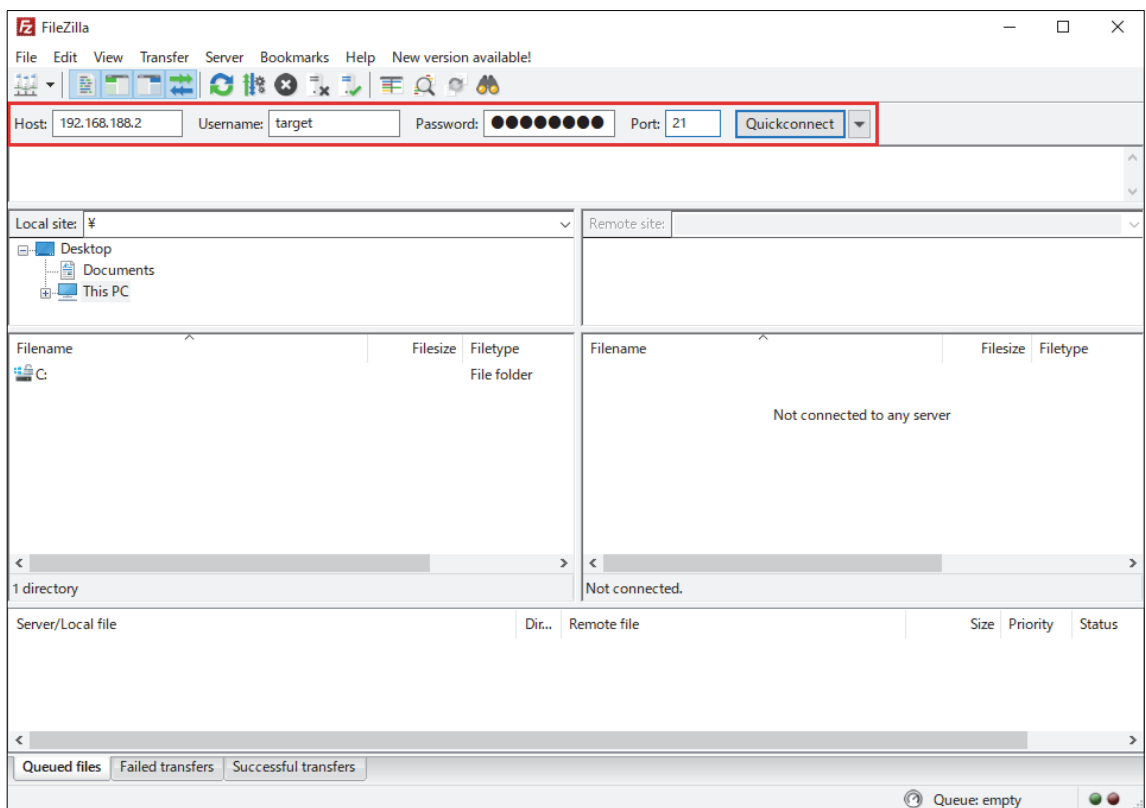 FileZilla
File Edit View Transfer Server Bookmarks Help New version available!
Host: 192.168.188.2 Username: target Password: ●●●●●●●● Port: 21 Quickconnect
Local site: ¥ Remote site:
Desktop
Documents
This PC
Filename Filesize Filetype Filename Filesize Filetype
C: File folder
Not connected to any server
1 directory Not connected.
Server/Local file Dir... Remote file Size Priority Status
Queued files Failed transfers Successful transfers
Queue: empty